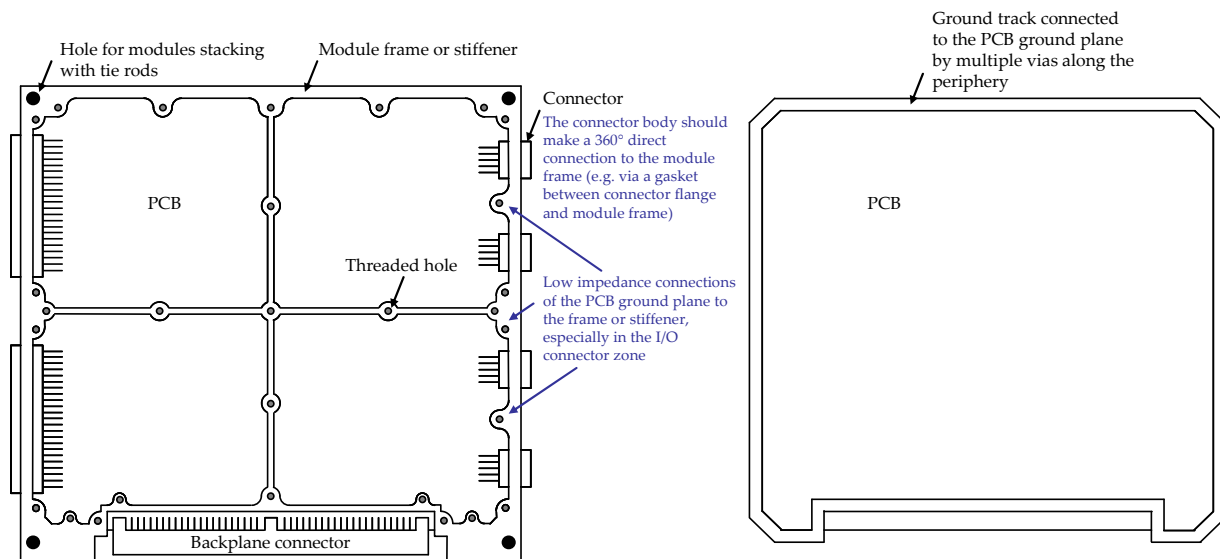 Hole for modules stacking
with tie rods
Module frame or stiffener
Connector
The connector body should
make a 360° direct
connection to the module
frame (e.g. via a gasket
between connector flange
and module frame)
PCB
Threaded hole
Low impedance connections
of the PCB ground plane to
the frame or stiffener,
especially in the I/O
connector zone
Backplane connector
Ground track connected
to the PCB ground plane
by multiple vias along the
periphery
PCB